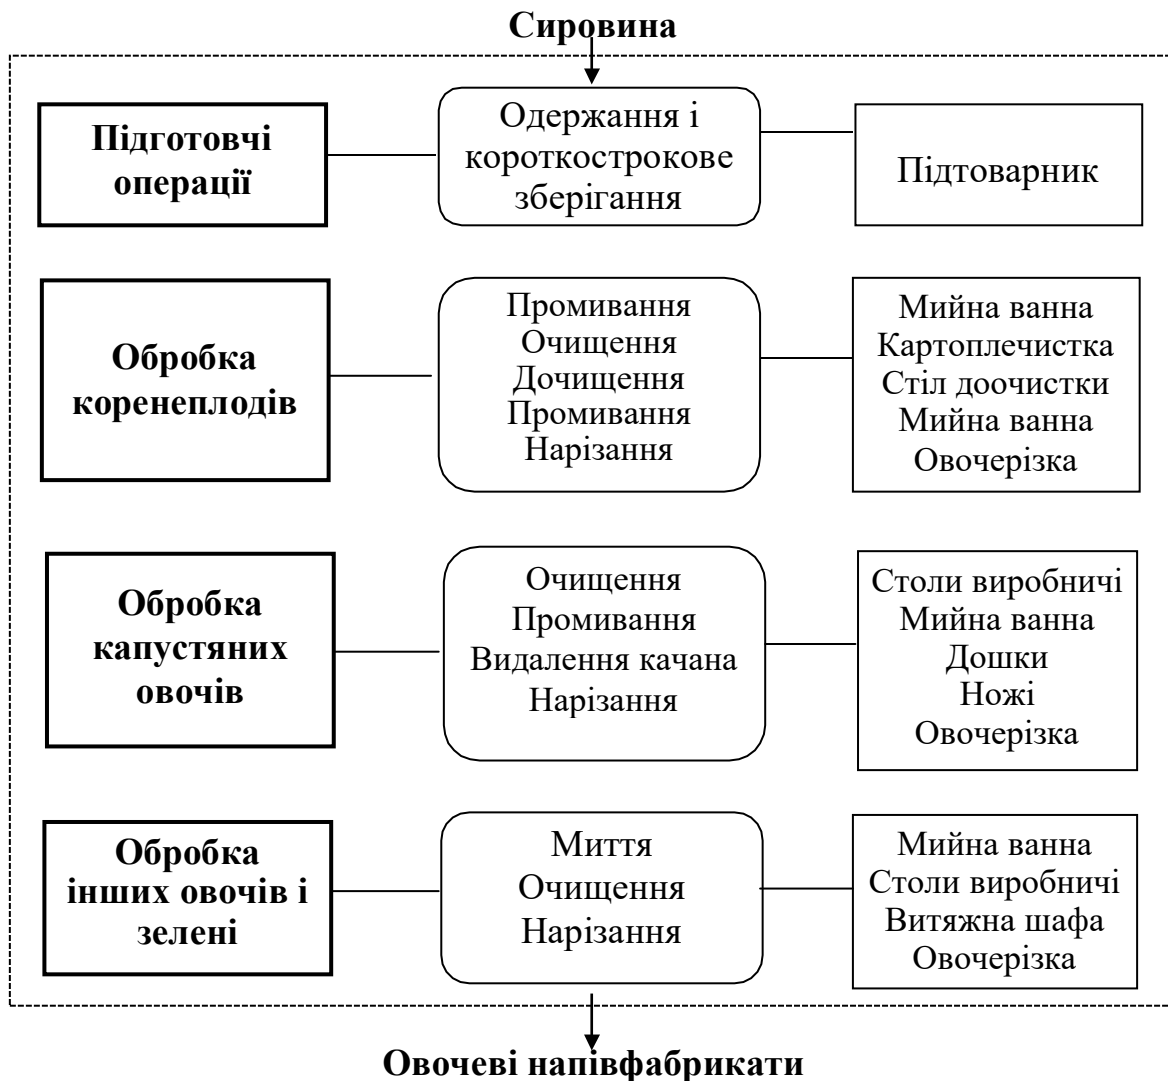 Сировина
Підготовчі
операції
Одержання і
короткострокове
зберігання
Підтоварник
Обробка
коренеплодів
Промивання
Очищення
Дочищення
Промивання
Нарізання
Мийна ванна
Картоплечистка
Стіл доочистки
Мийна ванна
Овочерізка
Обробка
капустяних
овочів
Очищення
Промивання
Видалення качана
Нарізання
Столи виробничі
Мийна ванна
Дошки
Ножі
Овочерізка
Обробка
інших овочів і
зелені
Миття
Очищення
Нарізання
Мийна ванна
Столи виробничі
Витяжна шафа
Овочерізка
Овочеві напівфабрикати